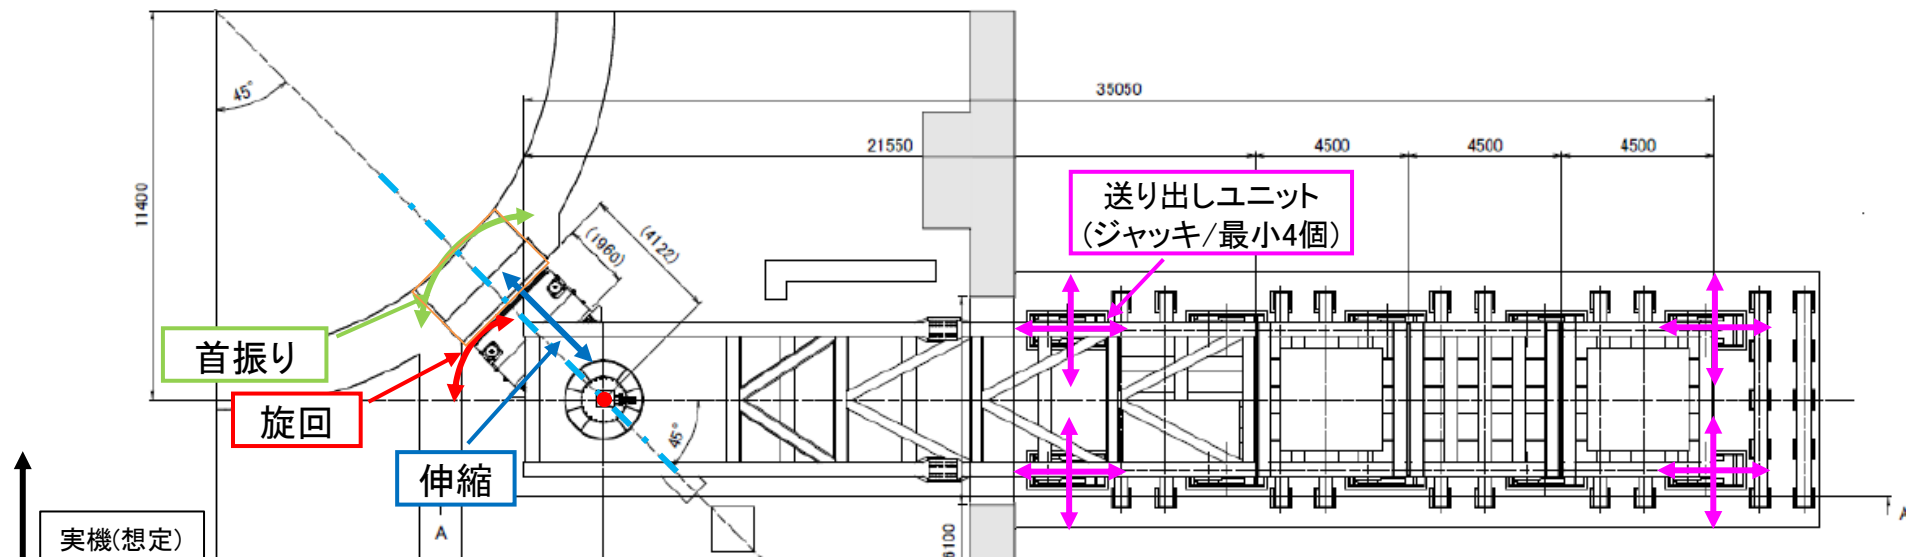 45°
35050
21550
4500
4500
4500
11400
送り出しユニット
(ジャッキ/最小4個)
(1960)
(4122)
首振り
旋回
伸縮
45°
A
A
6100
実機(想定)